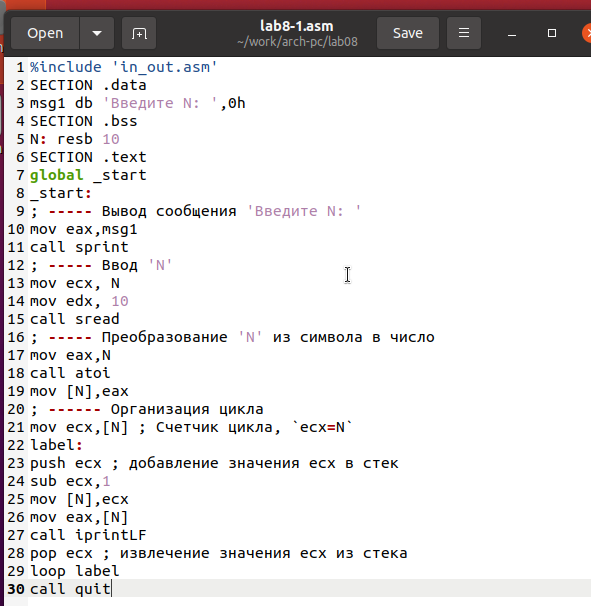 Open
lab8-1.asm
~/work/arch-pc/lab08
Save
1 %include 'in_out.asm'
2 SECTION .data
3 msg1 db 'Введите N: ',0h
4 SECTION .bss
5 N: resb 10
6 SECTION .text
7 global _start
8 _start:
9 ; ----- Вывод сообщения 'Введите N: '
10 mov eax,msg1
11 call sprint
12 ; ----- Ввод 'N'
13 mov ecx, N
14 mov edx, 10
15 call sread
16 ; ----- Преобразование 'N' из символа в число
17 mov eax,N
18 call atoi
19 mov [N],eax
20 ; ------ Организация цикла
21 mov ecx,[N] ; Счетчик цикла, `ecx=N`
22 label:
23 push ecx ; добавление значения ecx в стек
24 sub ecx,1
25 mov [N],ecx
26 mov eax,[N]
27 call iprintLF
28 pop ecx ; извлечение значения ecx из стека
29 loop label
30 call quit